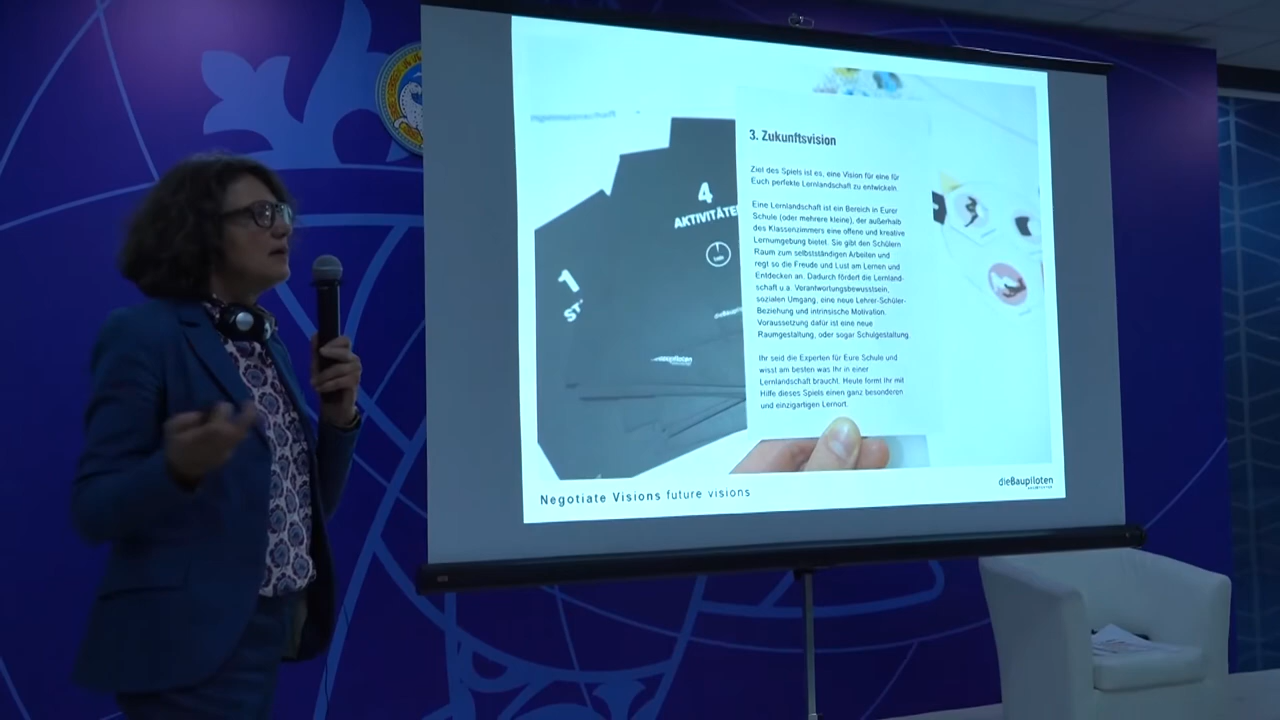 3. Zukunftsvision
Ziel des Spiels ist es, eine Vision für eine für
Euch perfekte Lernlandschaft zu entwickeln.
Eine Lernlandschaft ist ein Bereich in Eurer
Schule (oder mehrere kleine), der außerhalb
des Klassenzimmers eine offene und kreative
Lernumgebung bietet. Sie gibt den Schülern
Raum zum selbstständigen Arbeiten und
regt so die Freude und Lust am Lernen und
Entdecken an. Dadurch fördert die Lernland-
schaft u.a. Verantwortungsbewusstsein,
sozialen Umgang, eine neue Lehrer-Schüler-
Beziehung und intrinsische Motivation.
Voraussetzung dafür ist eine neue
Raumgestaltung, oder sogar Schulgestaltung.
Ihr seid die Experten für Eure Schule und
wisst am besten was Ihr in einer
Lernlandschaft braucht. Heute formt Ihr mit
Hilfe dieses Spiels einen ganz besonderen
und einzigartigen Lernort.
4
AKTIVITÄTE
1
ST
baupiloten
Negotiate Visions future visions
dieBaupiloten